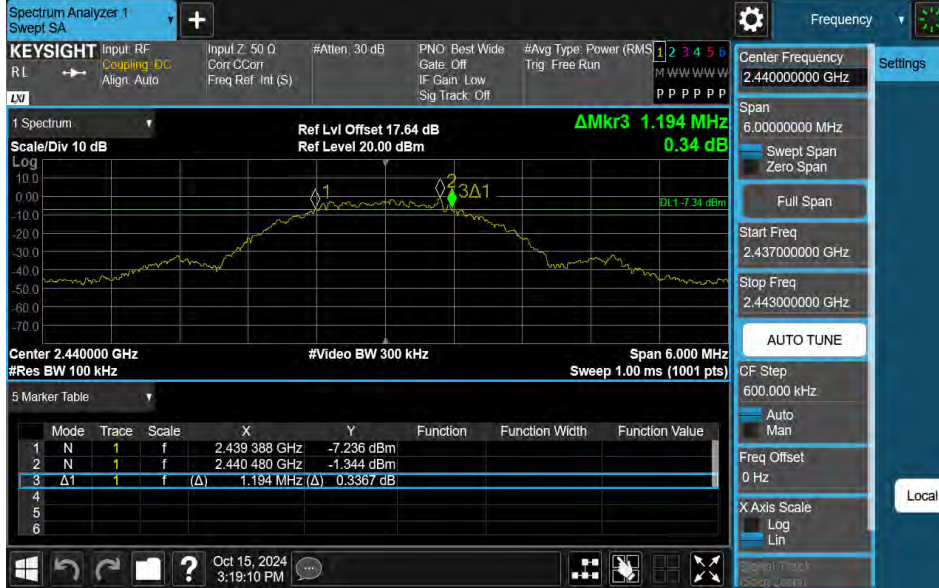 Spectrum Analyzer 1
Swept SA
+
Frequency
KEYSIGHT
RL
LXI
Input: RF
Coupling: DC
Align: Auto
Input Z: 50 Ω
Corr CCorr
Freq Ref: Int (S)
#Atten: 30 dB
PNO: Best Wide
Gate: Off
IF Gain: Low
Sig Track: Off
#Avg Type: Power (RMS
Trig: Free Run
1 2 3 4 5 6
M W W W W W
P P P P P P
1 Spectrum
Scale/Div 10 dB
Log
Ref Lvl Offset 17.64 dB
Ref Level 20.00 dBm
ΔMkr3 1.194 MHz
0.34 dB
10.0
0.00
-10.0
-20.0
-30.0
-40.0
-50.0
-60.0
-70.0
1
2
3Δ1
DL1 -7.34 dBm
Center 2.440000 GHz
#Res BW 100 kHz
#Video BW 300 kHz
Span 6.000 MHz
Sweep 1.00 ms (1001 pts)
5 Marker Table
Mode Trace Scale X Y Function Function Width Function Value
1 N 1 f 2.439 388 GHz -7.236 dBm
2 N 1 f 2.440 480 GHz -1.344 dBm
3 Δ1 1 f (Δ) 1.194 MHz (Δ) 0.3367 dB
4
5
6
?
Oct 15, 2024
3:19:10 PM
Center Frequency
2.440000000 GHz
Span
6.00000000 MHz
Swept Span
Zero Span
Full Span
Start Freq
2.437000000 GHz
Stop Freq
2.443000000 GHz
AUTO TUNE
CF Step
600.000 kHz
Auto
Man
Freq Offset
0 Hz
X Axis Scale
Log
Lin
Signal Track
(Span Zoom)
Settings
Local